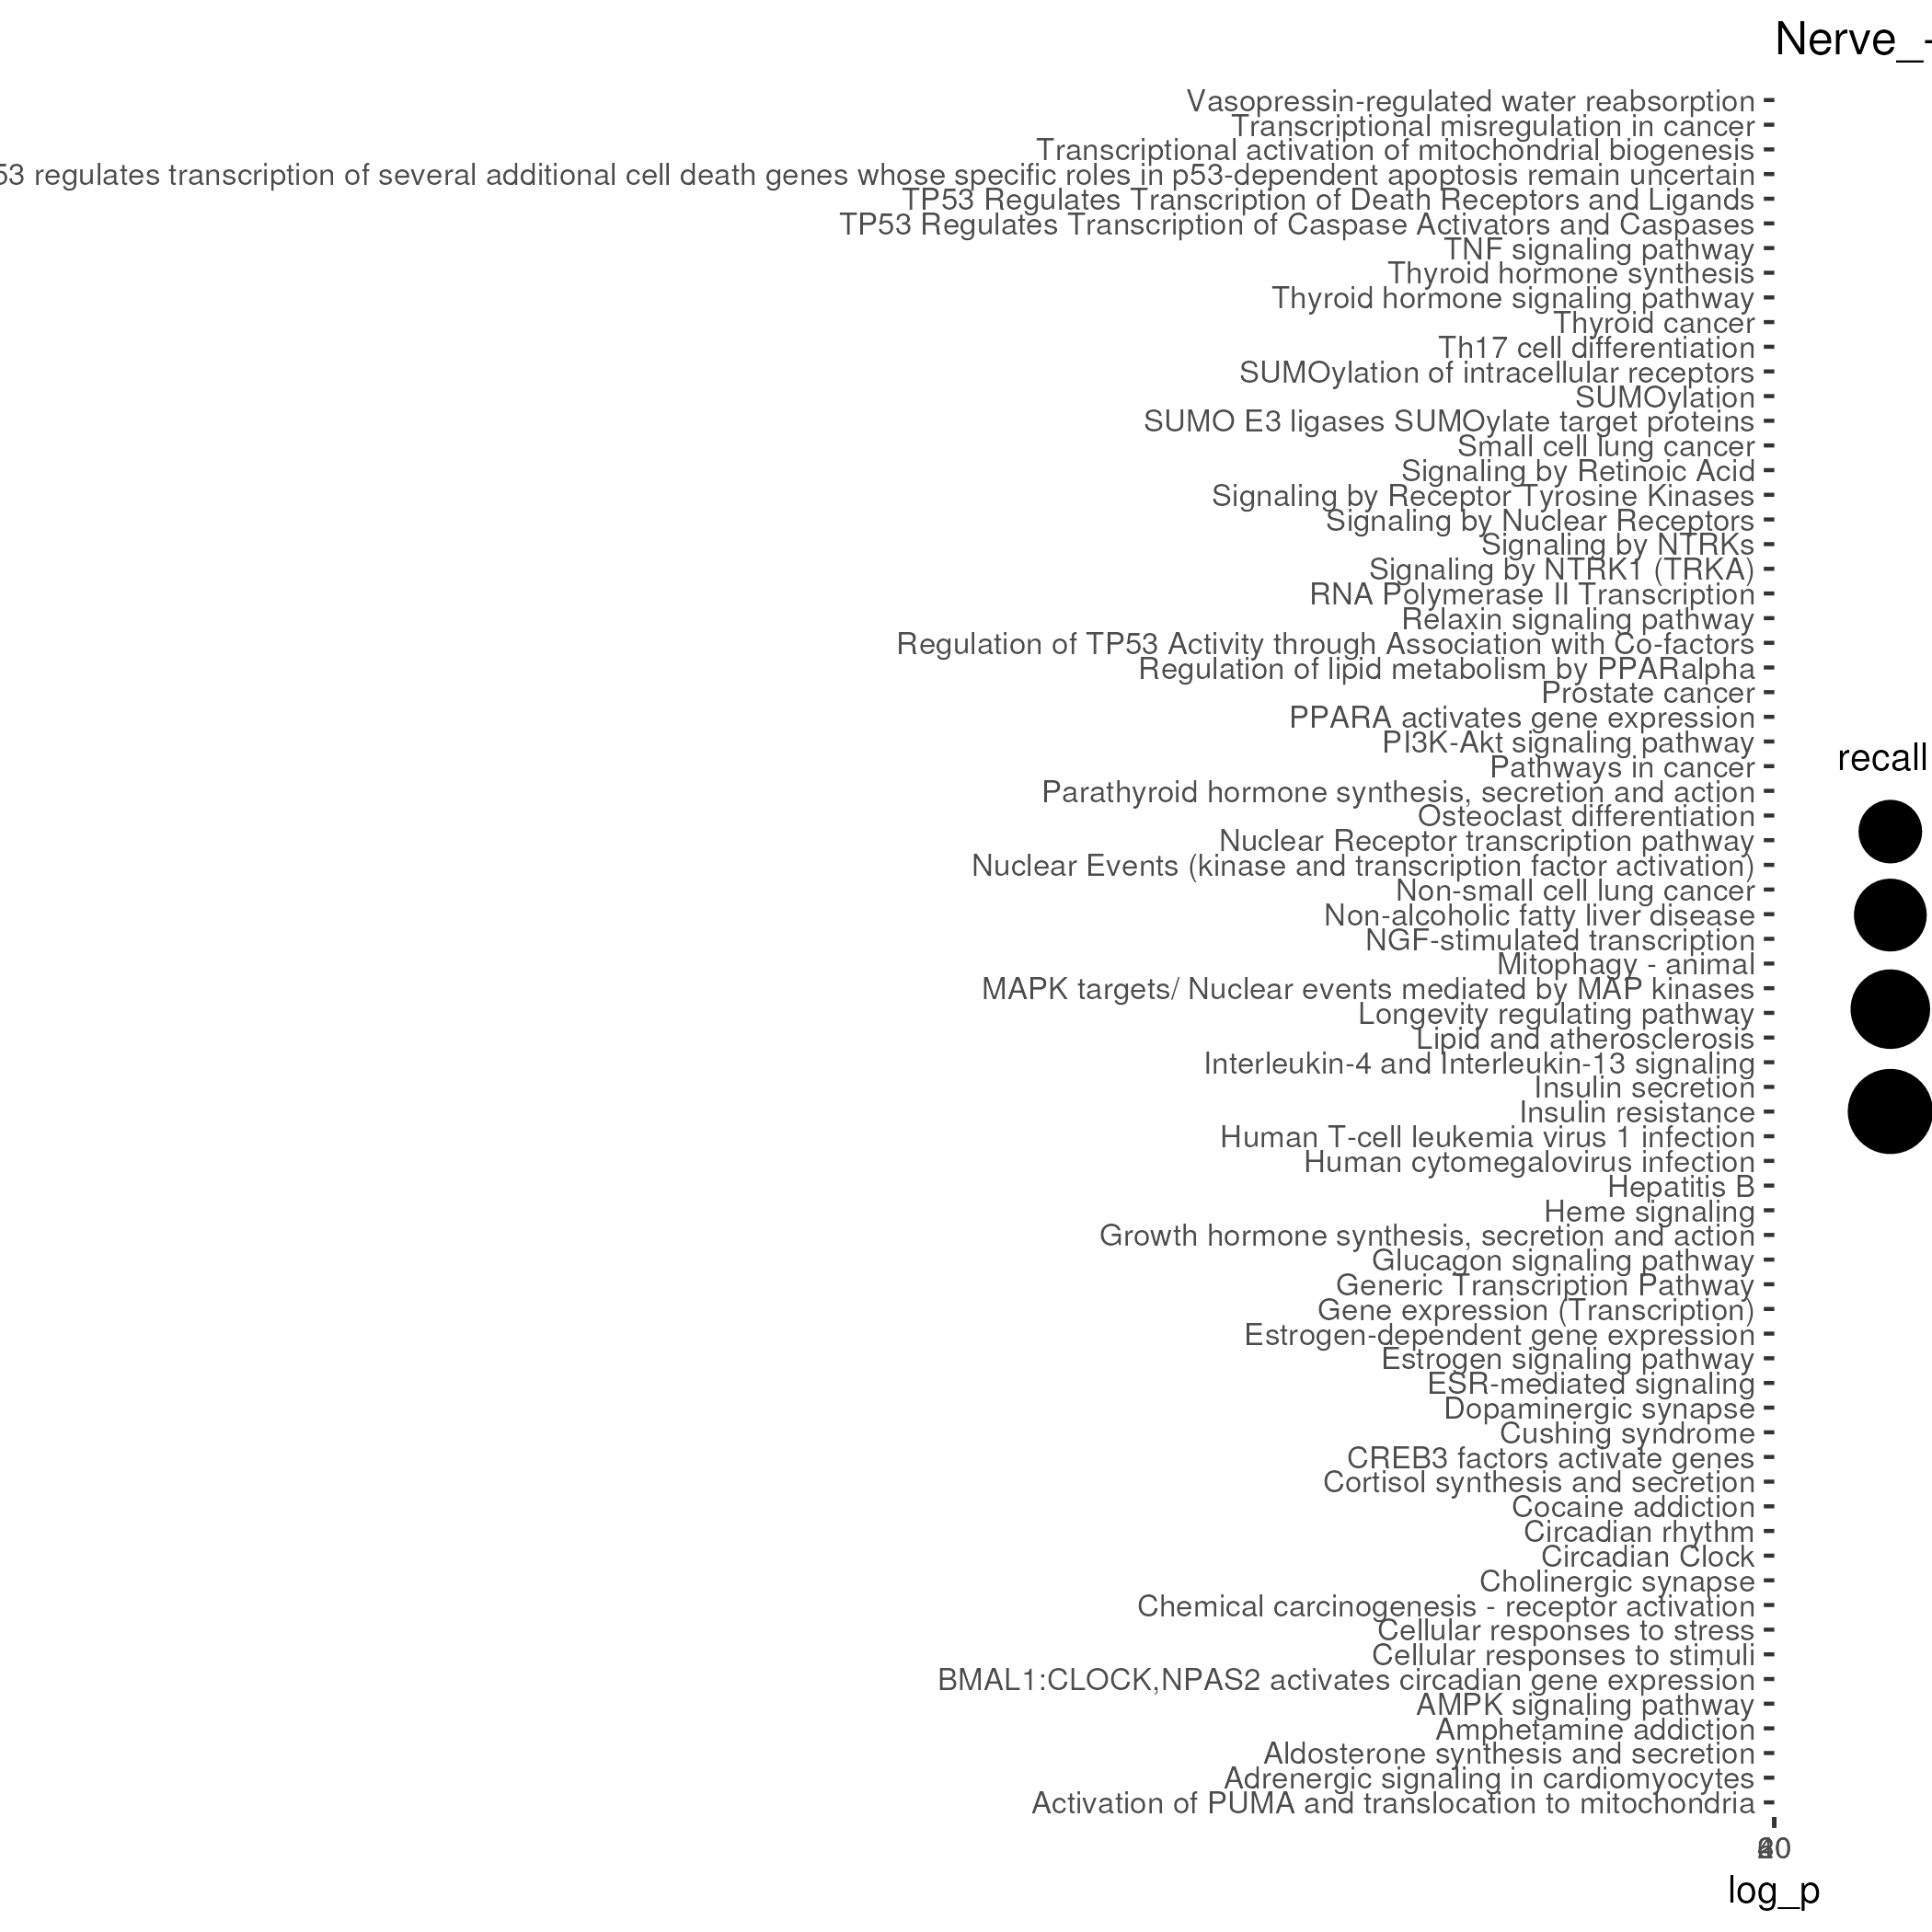 Nerve_-
Vasopressin-regulated water reabsorption
Transcriptional misregulation in cancer
Transcriptional activation of mitochondrial biogenesis
53 regulates transcription of several additional cell death genes whose specific roles in p53-dependent apoptosis remain uncertain
TP53 Regulates Transcription of Death Receptors and Ligands
TP53 Regulates Transcription of Caspase Activators and Caspases
TNF signaling pathway
Thyroid hormone synthesis
Thyroid hormone signaling pathway
Thyroid cancer
Th17 cell differentiation
SUMOylation of intracellular receptors
SUMOylation
SUMO E3 ligases SUMOylate target proteins
Small cell lung cancer
Signaling by Retinoic Acid
Signaling by Receptor Tyrosine Kinases
Signaling by Nuclear Receptors
Signaling by NTRKs
Signaling by NTRK1 (TRKA)
RNA Polymerase II Transcription
Relaxin signaling pathway
Regulation of TP53 Activity through Association with Co-factors
Regulation of lipid metabolism by PPARalpha
Prostate cancer
PPARA activates gene expression
PI3K-Akt signaling pathway
Pathways in cancer
Parathyroid hormone synthesis, secretion and action
Osteoclast differentiation
Nuclear Receptor transcription pathway
Nuclear Events (kinase and transcription factor activation)
Non-small cell lung cancer
Non-alcoholic fatty liver disease
NGF-stimulated transcription
Mitophagy - animal
MAPK targets/ Nuclear events mediated by MAP kinases
Longevity regulating pathway
Lipid and atherosclerosis
Interleukin-4 and Interleukin-13 signaling
Insulin secretion
Insulin resistance
Human T-cell leukemia virus 1 infection
Human cytomegalovirus infection
Hepatitis B
Heme signaling
Growth hormone synthesis, secretion and action
Glucagon signaling pathway
Generic Transcription Pathway
Gene expression (Transcription)
Estrogen-dependent gene expression
Estrogen signaling pathway
ESR-mediated signaling
Dopaminergic synapse
Cushing syndrome
CREB3 factors activate genes
Cortisol synthesis and secretion
Cocaine addiction
Circadian rhythm
Circadian Clock
Cholinergic synapse
Chemical carcinogenesis - receptor activation
Cellular responses to stress
Cellular responses to stimuli
BMAL1:CLOCK,NPAS2 activates circadian gene expression
AMPK signaling pathway
Amphetamine addiction
Aldosterone synthesis and secretion
Adrenergic signaling in cardiomyocytes
Activation of PUMA and translocation to mitochondria
log_p
recall